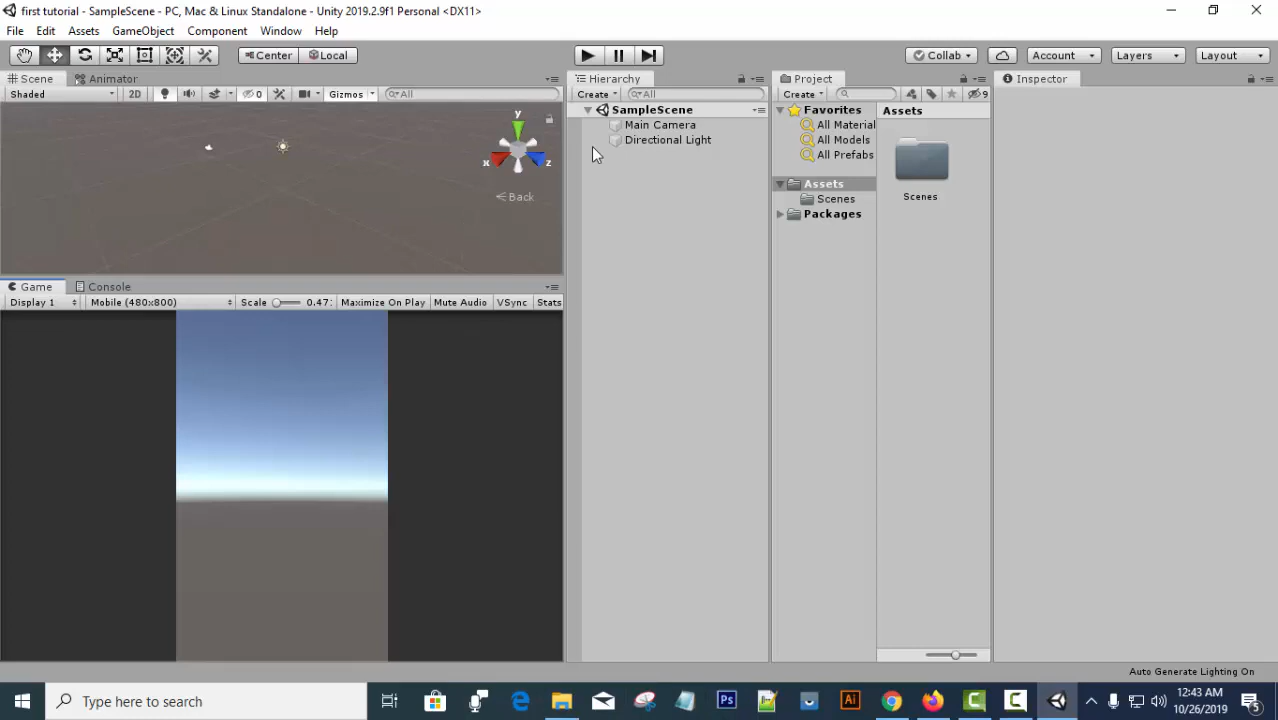 first tutorial - SampleScene - PC, Mac & Linux Standalone - Unity 2019.2.9f1 Personal <DX11>
File Edit Assets GameObject Component Window Help
Center Local Collab Account Layers Layout
Scene Animator
Shaded 2D 0 Gizmos All
y
x z
Back
Game Console
Display 1 Mobile (480x800) Scale 0.47: Maximize On Play Mute Audio VSync Stats
Hierarchy
Create All
SampleScene
Main Camera
Directional Light
Project
Create 9
Favorites
All Material
All Models
All Prefabs
Assets
Scenes
Packages
Assets
Scenes
Inspector
Auto Generate Lighting On
Type here to search
Ps
Ai
12:43 AM
10/26/2019
5